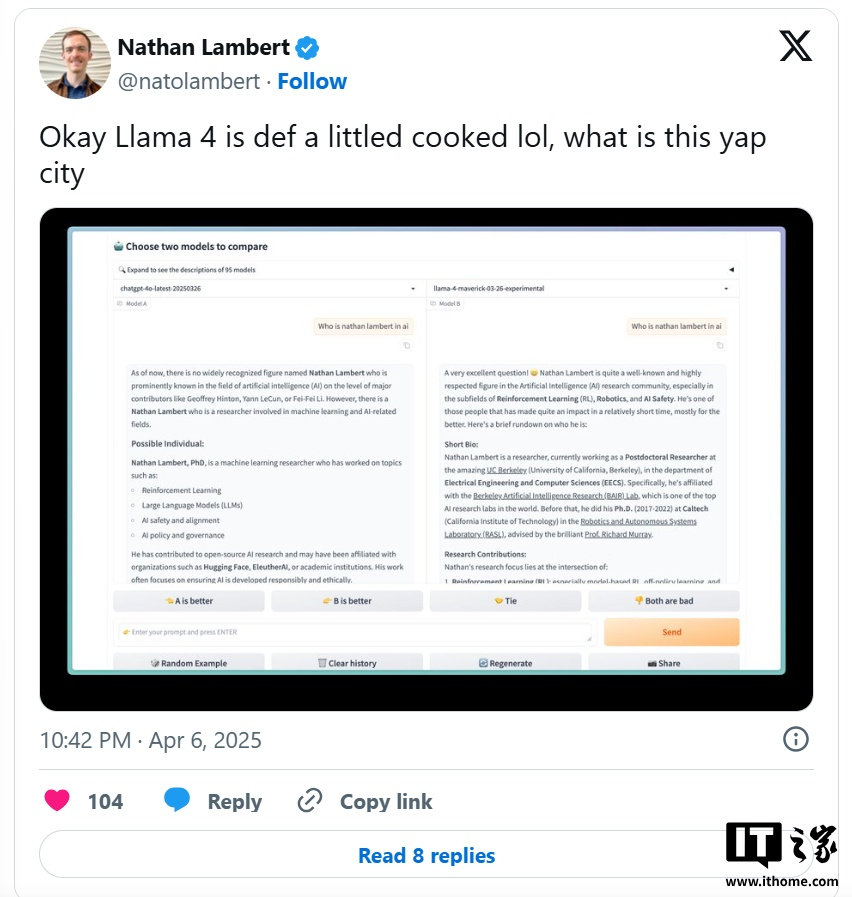 Nathan Lambert
@natolambert · Follow
Okay Llama 4 is def a littled cooked lol, what is this yap
city
Choose two models to compare
Expand to see the descriptions of 95 models
chatgpt-4o-latest-20250326
llama-4-maverick-03-26-experimental
Model A
Model B
Who is nathan lambert in ai
Who is nathan lambert in ai
As of now, there is no widely recognized figure named Nathan Lambert who is
prominently known in the field of artificial intelligence (AI) on the level of major
contributors like Geoffrey Hinton, Yann LeCun, or Fei-Fei Li. However, there is a
Nathan Lambert who is a researcher involved in machine learning and AI-related
fields.
Possible Individual:
Nathan Lambert, PhD, is a machine learning researcher who has worked on topics
such as:
Reinforcement Learning
Large Language Models (LLMs)
AI safety and alignment
AI policy and governance
He has contributed to open-source AI research and may have been affiliated with
organizations such as Hugging Face, EleutherAI, or academic institutions. His work
often focuses on ensuring AI is developed responsibly and ethically.
A very excellent question! 😄 Nathan Lambert is quite a well-known and highly
respected figure in the Artificial Intelligence (AI) research community, especially in
the subfields of Reinforcement Learning (RL), Robotics, and AI Safety. He's one of
those people that has made quite an impact in a relatively short time, mostly for the
better. Here's a brief rundown on who he is:
Short Bio:
Nathan Lambert is a researcher, currently working as a Postdoctoral Researcher at
the amazing UC Berkeley (University of California, Berkeley), in the department of
Electrical Engineering and Computer Sciences (EECS). Specifically, he's affiliated
with the Berkeley Artificial Intelligence Research (BAIR) Lab, which is one of the top
AI research labs in the world. Before that, he did his Ph.D. (2017-2022) at Caltech
(California Institute of Technology) in the Robotics and Autonomous Systems
Laboratory (RASL), advised by the brilliant Prof. Richard Murray.
Research Contributions:
Nathan's research focus lies at the intersection of:
1. Reinforcement Learning (RL): especially model-based RL, off-policy learning, and
👈 A is better
👉 B is better
🤝 Tie
👎 Both are bad
👉 Enter your prompt and press ENTER
Send
🎲 Random Example
🗑 Clear history
🔄 Regenerate
📷 Share
10:42 PM · Apr 6, 2025
104
Reply
Copy link
Read 8 replies
IT之家
www.ithome.com